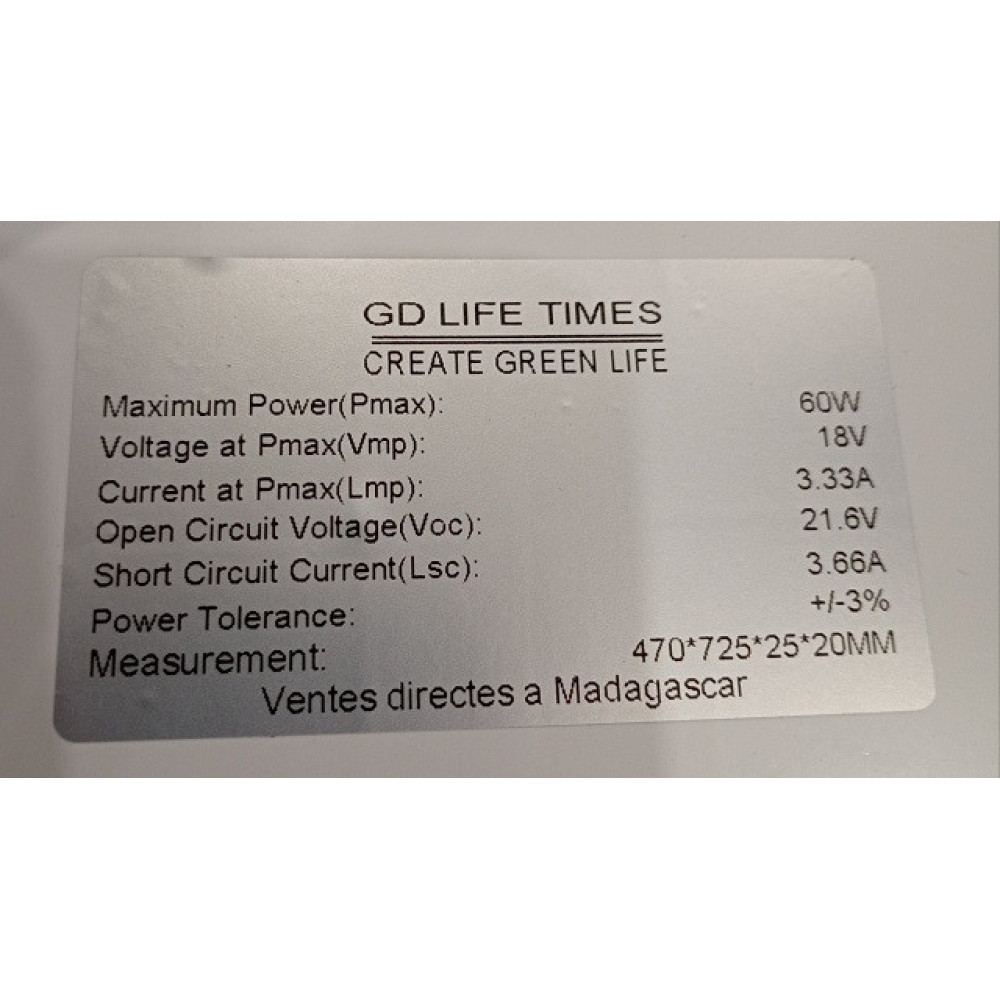 GD LIFE TIMES
CREATE GREEN LIFE
Maximum Power(Pmax): 60W
Voltage at Pmax(Vmp): 18V
Current at Pmax(Lmp): 3.33A
Open Circuit Voltage(Voc): 21.6V
Short Circuit Current(Lsc): 3.66A
Power Tolerance: +/-3%
Measurement: 470*725*25*20MM
Ventes directes a Madagascar